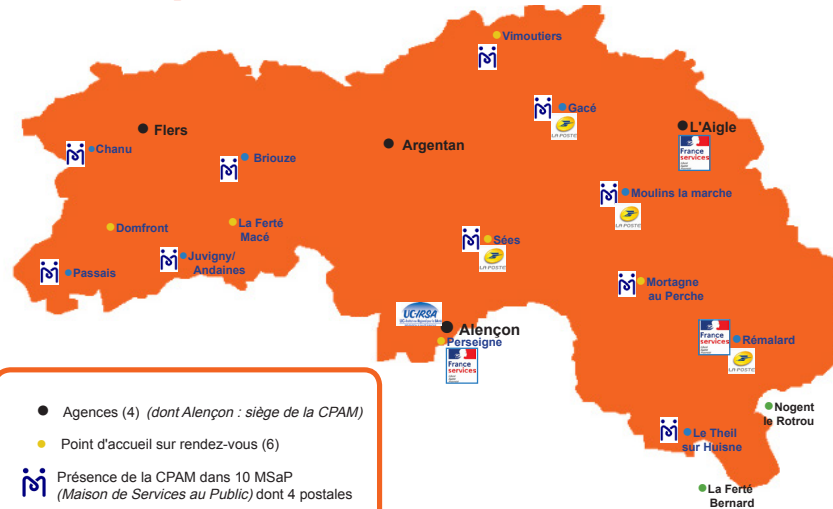 Vimoutiers
Gacé
LA POSTE
Flers
L'Aigle
France
services
Argentan
Chanu
Briouze
Moulins la marche
LA POSTE
Domfront
La Ferté
Macé
Sées
LA POSTE
Passais
Juvigny/
Andaines
Mortagne
au Perche
UC-IRSA
Alençon
Perseigne
France
services
France
services
Rémalard
LA POSTE
Nogent
le Rotrou
Le Theil
sur Huisne
La Ferté
Bernard
Agences (4) (dont Alençon : siège de la CPAM)
Point d'accueil sur rendez-vous (6)
Présence de la CPAM dans 10 MSaP
(Maison de Services au Public) dont 4 postales